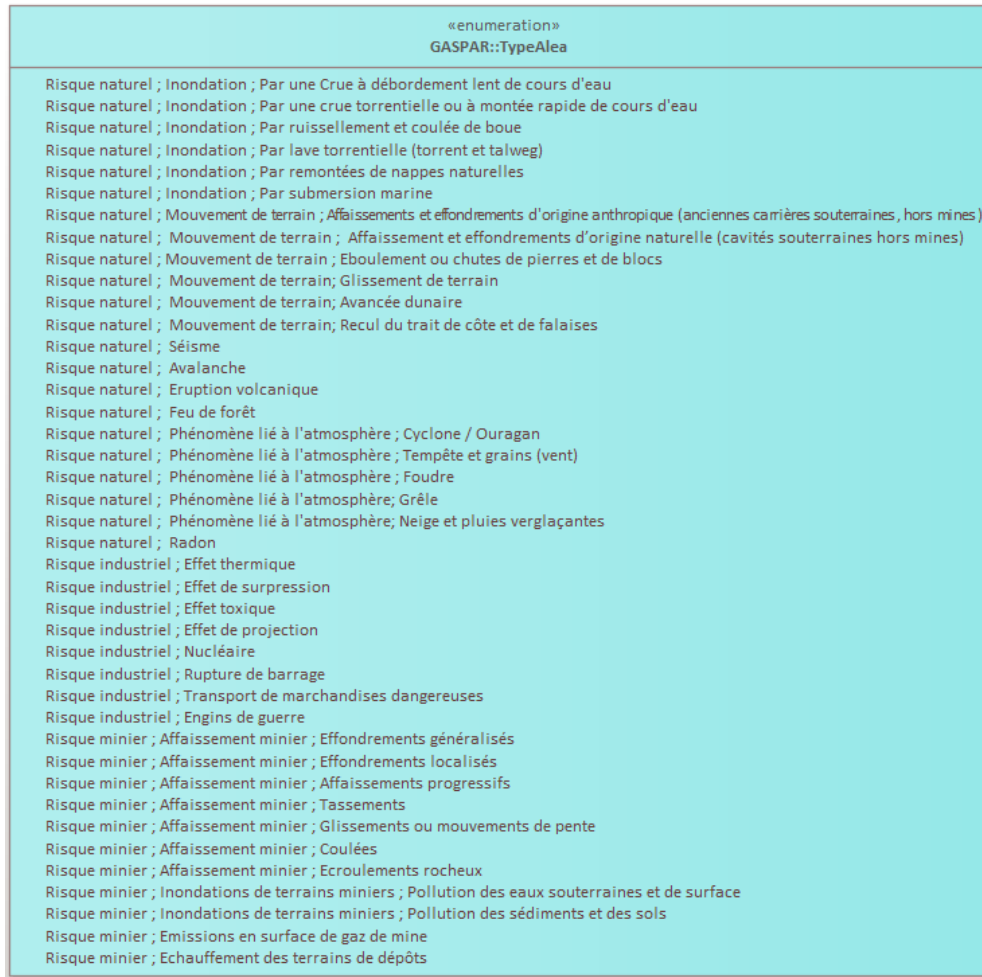 «enumeration»
GASPAR::TypeAlea
Risque naturel ; Inondation ; Par une Crue à débordement lent de cours d'eau
Risque naturel ; Inondation ; Par une crue torrentielle ou à montée rapide de cours d'eau
Risque naturel ; Inondation ; Par ruissellement et coulée de boue
Risque naturel ; Inondation ; Par lave torrentielle (torrent et talweg)
Risque naturel ; Inondation ; Par remontées de nappes naturelles
Risque naturel ; Inondation ; Par submersion marine
Risque naturel ; Mouvement de terrain ; Affaissements et effondrements d'origine anthropique (anciennes carrières souterraines, hors mines)
Risque naturel ;  Mouvement de terrain ;  Affaissement et effondrements d’origine naturelle (cavités souterraines hors mines)
Risque naturel ; Mouvement de terrain ; Eboulement ou chutes de pierres et de blocs
Risque naturel ;  Mouvement de terrain; Glissement de terrain
Risque naturel ;  Mouvement de terrain; Avancée dunaire
Risque naturel ;  Mouvement de terrain; Recul du trait de côte et de falaises
Risque naturel ;  Séisme
Risque naturel ;  Avalanche
Risque naturel ;  Eruption volcanique
Risque naturel ;  Feu de forêt
Risque naturel ;  Phénomène lié à l'atmosphère ; Cyclone / Ouragan
Risque naturel ;  Phénomène lié à l'atmosphère ; Tempête et grains (vent)
Risque naturel ;  Phénomène lié à l'atmosphère ; Foudre
Risque naturel ;  Phénomène lié à l'atmosphère; Grêle
Risque naturel ;  Phénomène lié à l'atmosphère; Neige et pluies verglaçantes
Risque naturel ;  Radon
Risque industriel ; Effet thermique
Risque industriel ; Effet de surpression
Risque industriel ; Effet toxique
Risque industriel ; Effet de projection
Risque industriel ; Nucléaire
Risque industriel ; Rupture de barrage
Risque industriel ; Transport de marchandises dangereuses
Risque industriel ; Engins de guerre
Risque minier ; Affaissement minier ; Effondrements généralisés
Risque minier ; Affaissement minier ; Effondrements localisés
Risque minier ; Affaissement minier ; Affaissements progressifs
Risque minier ; Affaissement minier ; Tassements
Risque minier ; Affaissement minier ; Glissements ou mouvements de pente
Risque minier ; Affaissement minier ; Coulées
Risque minier ; Affaissement minier ; Ecroulements rocheux
Risque minier ; Inondations de terrains miniers ; Pollution des eaux souterraines et de surface
Risque minier ; Inondations de terrains miniers ; Pollution des sédiments et des sols
Risque minier ; Emissions en surface de gaz de mine
Risque minier ; Echauffement des terrains de dépôts